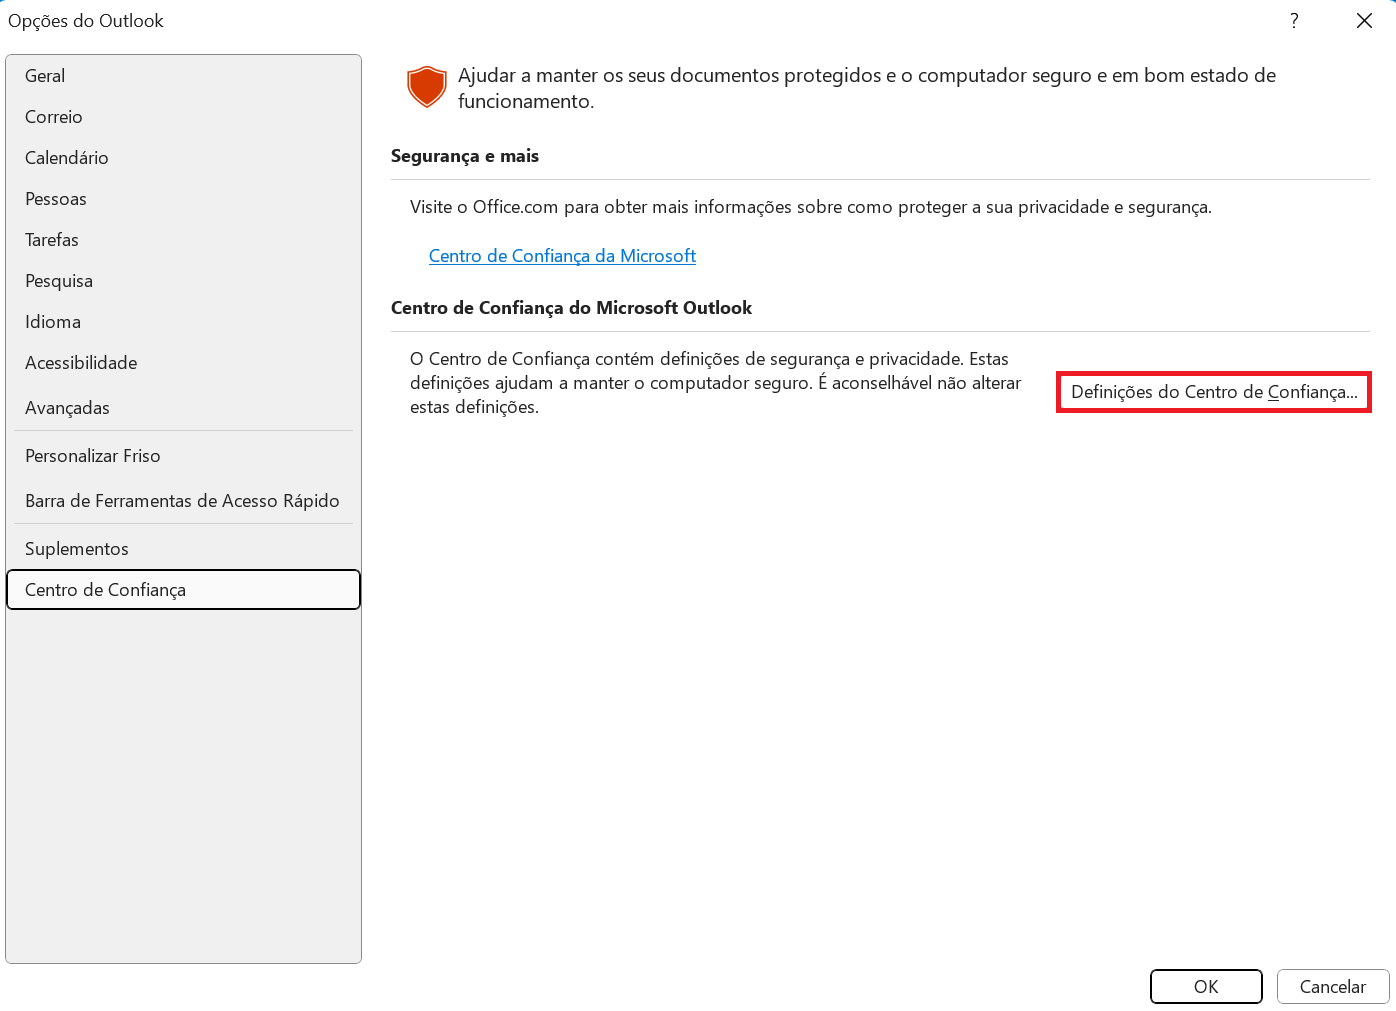 Opções do Outlook
?
Geral
Correio
Calendário
Pessoas
Tarefas
Pesquisa
Idioma
Acessibilidade
Avançadas
Personalizar Friso
Barra de Ferramentas de Acesso Rápido
Suplementos
Centro de Confiança
Ajudar a manter os seus documentos protegidos e o computador seguro e em bom estado de
funcionamento.
Segurança e mais
Visite o Office.com para obter mais informações sobre como proteger a sua privacidade e segurança.
Centro de Confiança da Microsoft
Centro de Confiança do Microsoft Outlook
O Centro de Confiança contém definições de segurança e privacidade. Estas
definições ajudam a manter o computador seguro. É aconselhável não alterar
estas definições.
Definições do Centro de Confiança...
OK
Cancelar